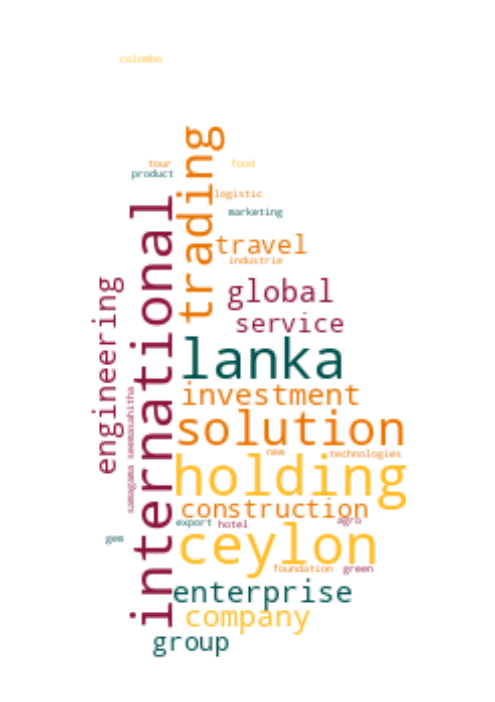 colombo
trading
tour
food
product
international
logistic
marketing
travel
industrie
engineering
global
service
lanka
investment
samagama seemasahitha
solution
new
technologies
holding
construction
export
hotel
agro
gem
ceylon
foundation
green
enterprise
company
group